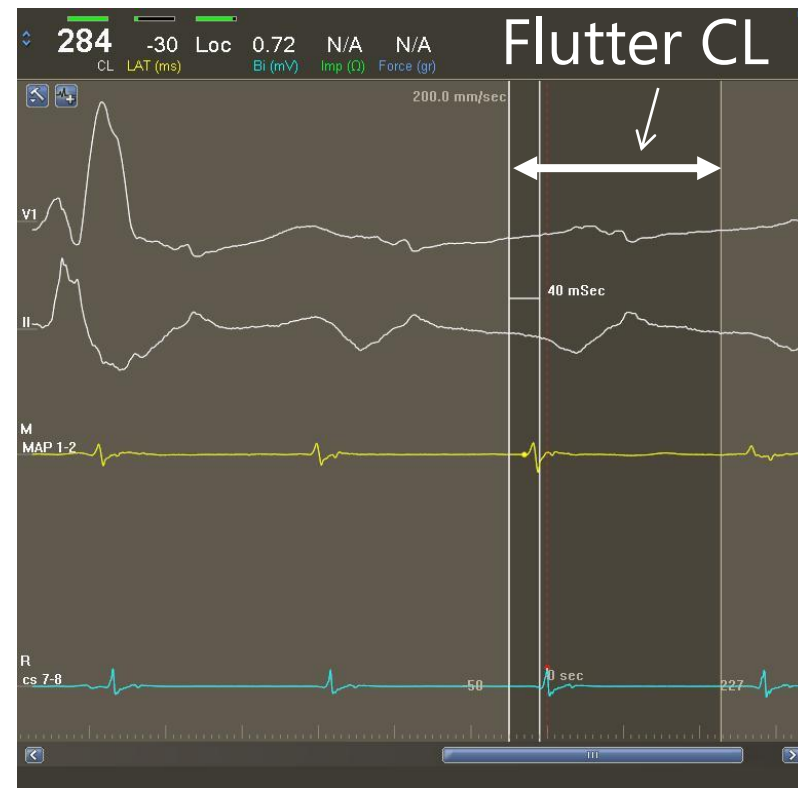 Flutter CL
284 -30 Loc 0.72 N/A N/A
CL LAT (ms) Bi (mV) Imp (Ω) Force (gr)
200.0 mm/sec
V1
40 mSec
II
M
MAP 1-2
R
cs 7-8
-50 0 sec 227